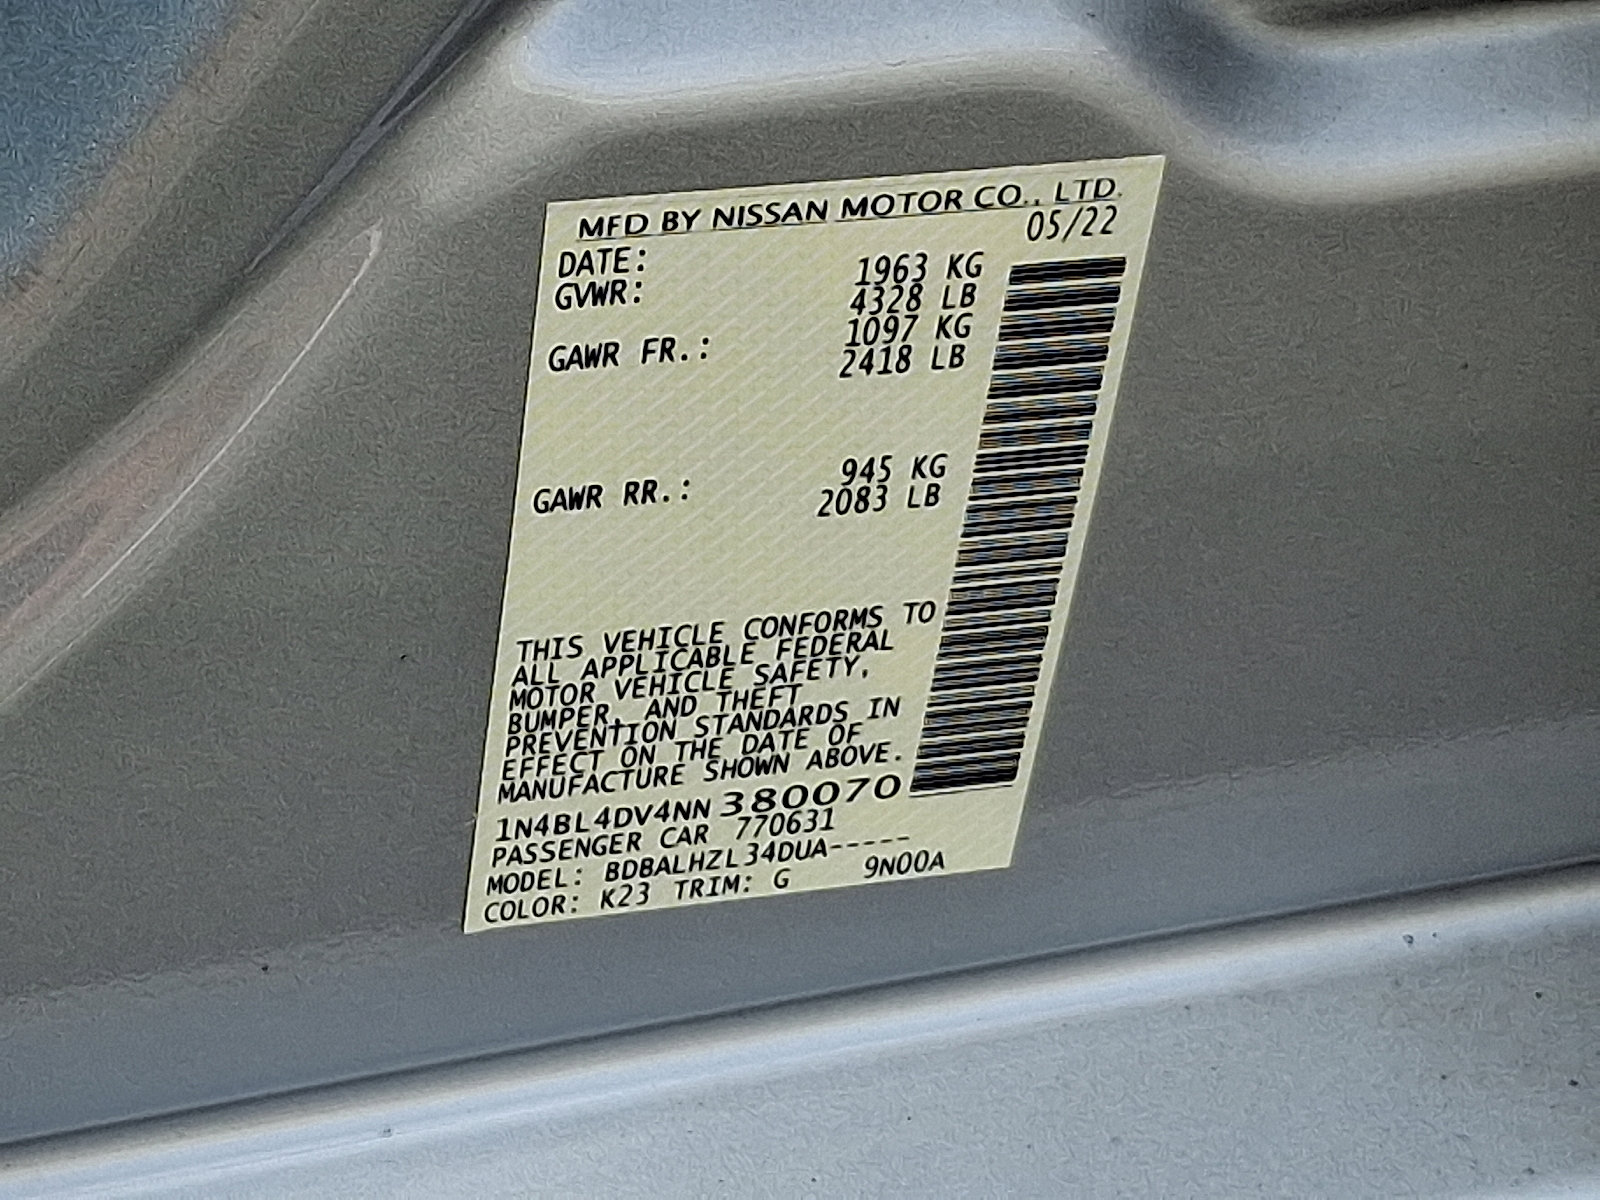 MFD BY NISSAN MOTOR CO., LTD.
DATE: 05/22
GVWR: 1963 KG
4328 LB
GAWR FR.: 1097 KG
2418 LB
GAWR RR.: 945 KG
2083 LB
THIS VEHICLE CONFORMS TO
ALL APPLICABLE FEDERAL
MOTOR VEHICLE SAFETY,
BUMPER, AND THEFT
PREVENTION STANDARDS IN
EFFECT ON THE DATE OF
MANUFACTURE SHOWN ABOVE.
1N4BL4DV4NN380070
PASSENGER CAR 770631
MODEL: BDBALHZL34DUA-----
COLOR: K23 TRIM: G 9N00A